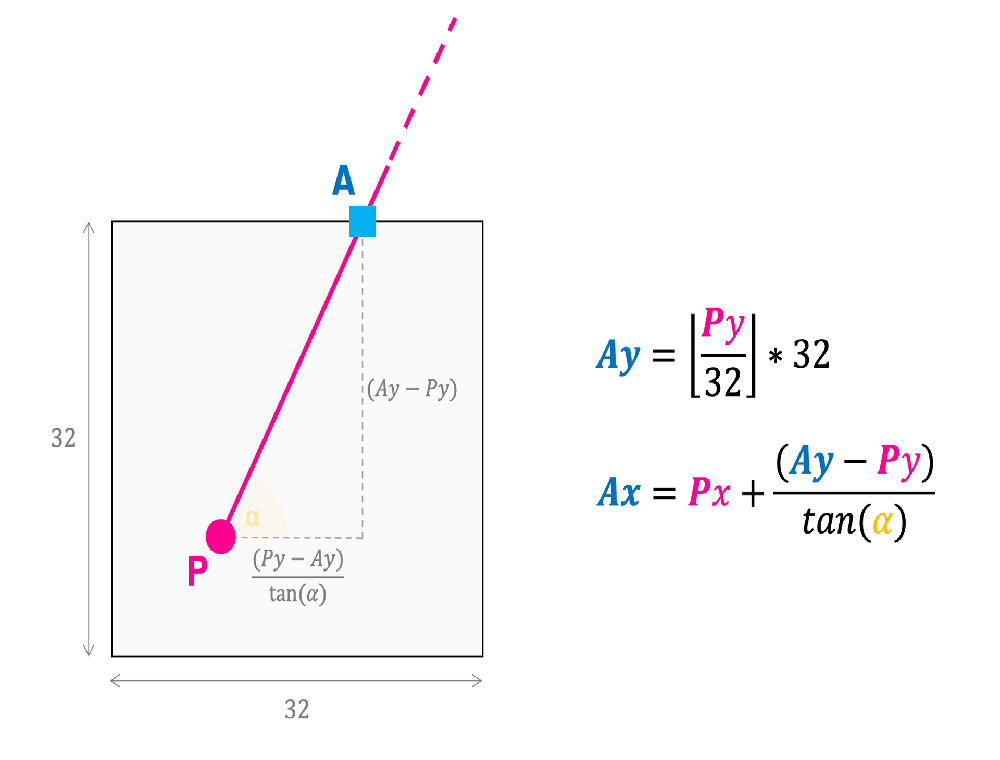 A
(Ay − Py)
32
α
P
(Py − Ay)
tan(α)
32
Ay = ⌊Py/32⌋ * 32
Ax = Px + (Ay − Py)/tan(α)